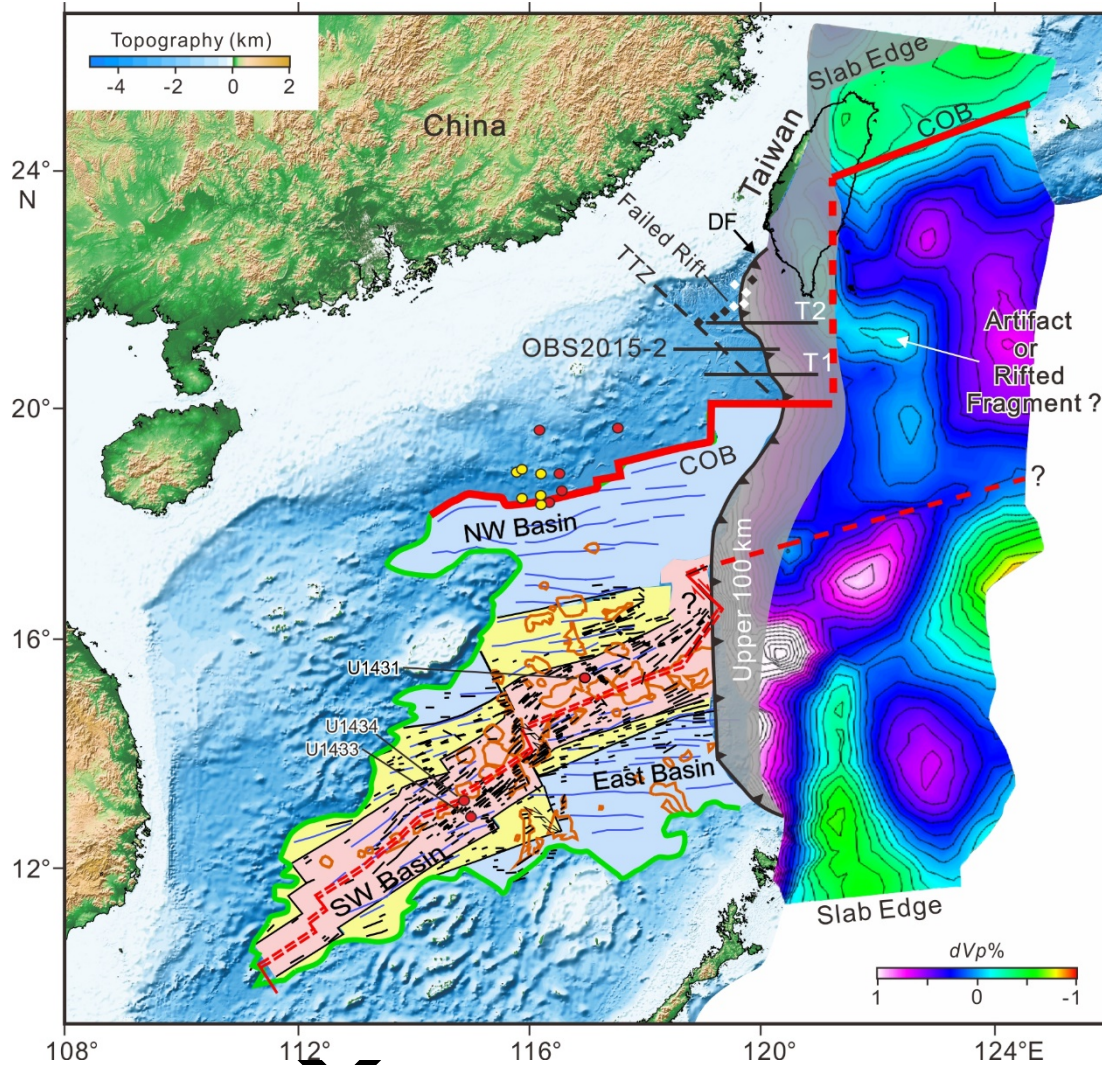 Topography (km)
-4 -2 0 2
China
Slab Edge
COB
Taiwan
24°
N
Failed Rift
DF
TTZ
T2
OBS2015-2
T1
Artifact
or
Rifted
Fragment ?
20°
COB
?
NW Basin
Upper 100 km
16°
?
U1431
U1434
U1433
East Basin
12°
SW Basin
Slab Edge
dVp%
1 0 -1
108° 112° 116° 120° 124°E